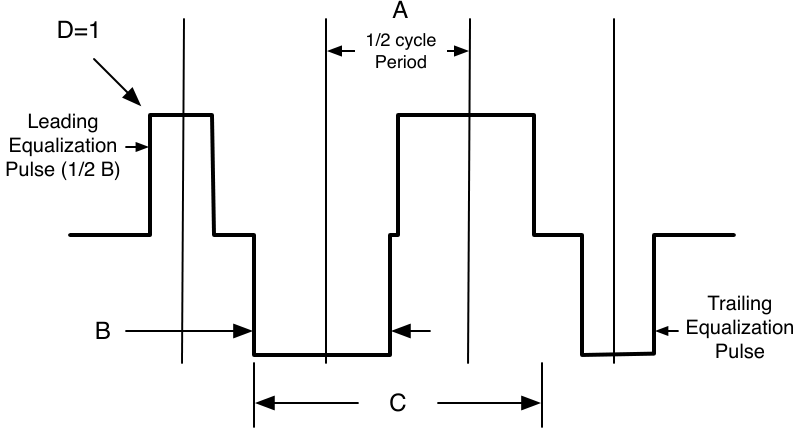 A
D=1
1/2 cycle
Period
Leading
Equalization
Pulse (1/2 B)
B
Trailing
Equalization
Pulse
C